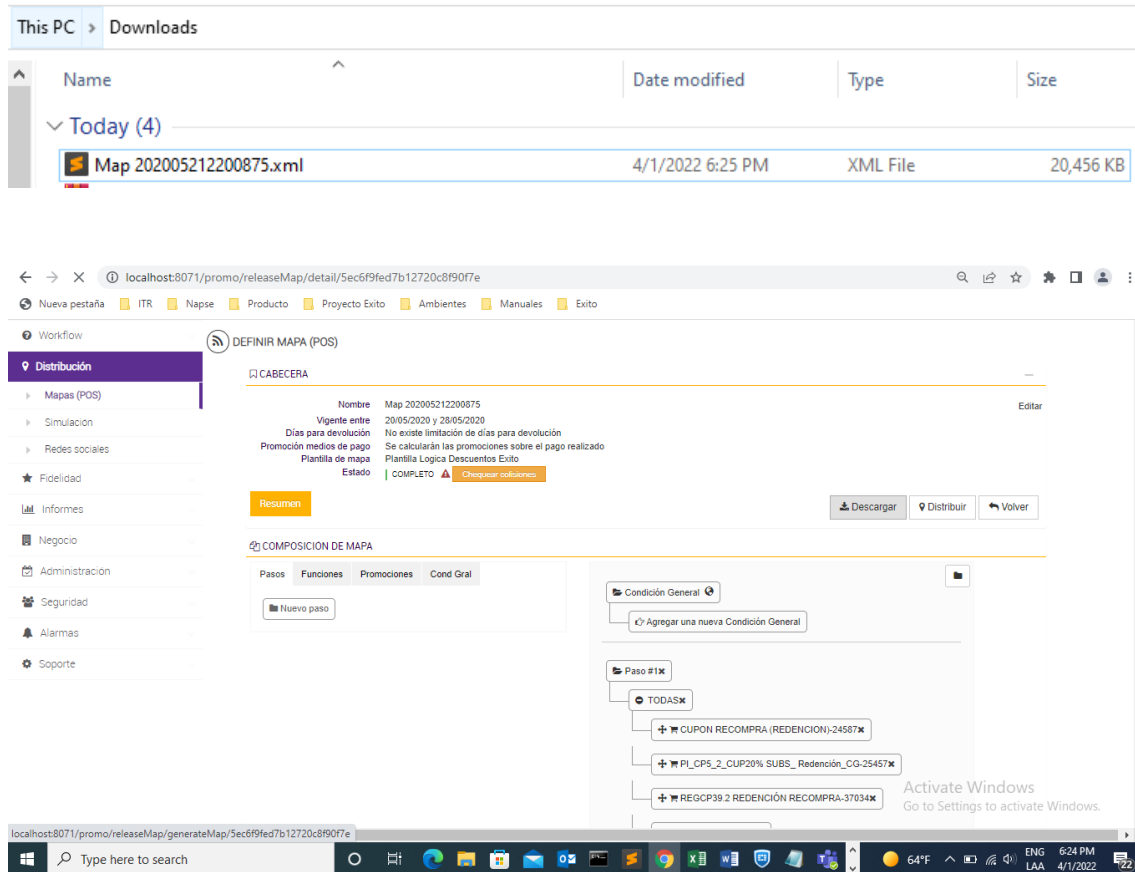 This PC > Downloads
Name Date modified Type Size
Today (4)
Map 202005212200875.xml 4/1/2022 6:25 PM XML File 20,456 KB
localhost:8071/promo/releaseMap/detail/5ec6f9fed7b12720c8f90f7e
Nueva pestaña ITR Napse Producto Proyecto Exito Ambientes Manuales Exito
Workflow
Distribución
Mapas (POS)
Simulación
Redes sociales
Fidelidad
Informes
Negocio
Administración
Seguridad
Alarmas
Soporte
DEFINIR MAPA (POS)
CABECERA
Nombre Map 202005212200875
Editar
Vigente entre 20/05/2020 y 28/05/2020
Días para devolución No existe limitación de días para devolución
Promoción medios de pago Se calcularán las promociones sobre el pago realizado
Plantilla de mapa Plantilla Logica Descuentos Exito
Estado COMPLETO Chequear colisiones
Resumen Descargar Distribuir Volver
COMPOSICIÓN DE MAPA
Pasos Funciones Promociones Cond Gral
Nuevo paso
Condición General
Agregar una nueva Condición General
Paso #1
TODAS
CUPON RECOMPRA (REDENCION)-24587
PI_CP5_2_CUP20% SUBS_ Redención_CG-25457
REGCP39.2 REDENCIÓN RECOMPRA-37034
Activate Windows
Go to Settings to activate Windows.
localhost:8071/promo/releaseMap/generateMap/5ec6f9fed7b12720c8f90f7e
Type here to search 64°F ENG 6:24 PM
LAA 4/1/2022 22